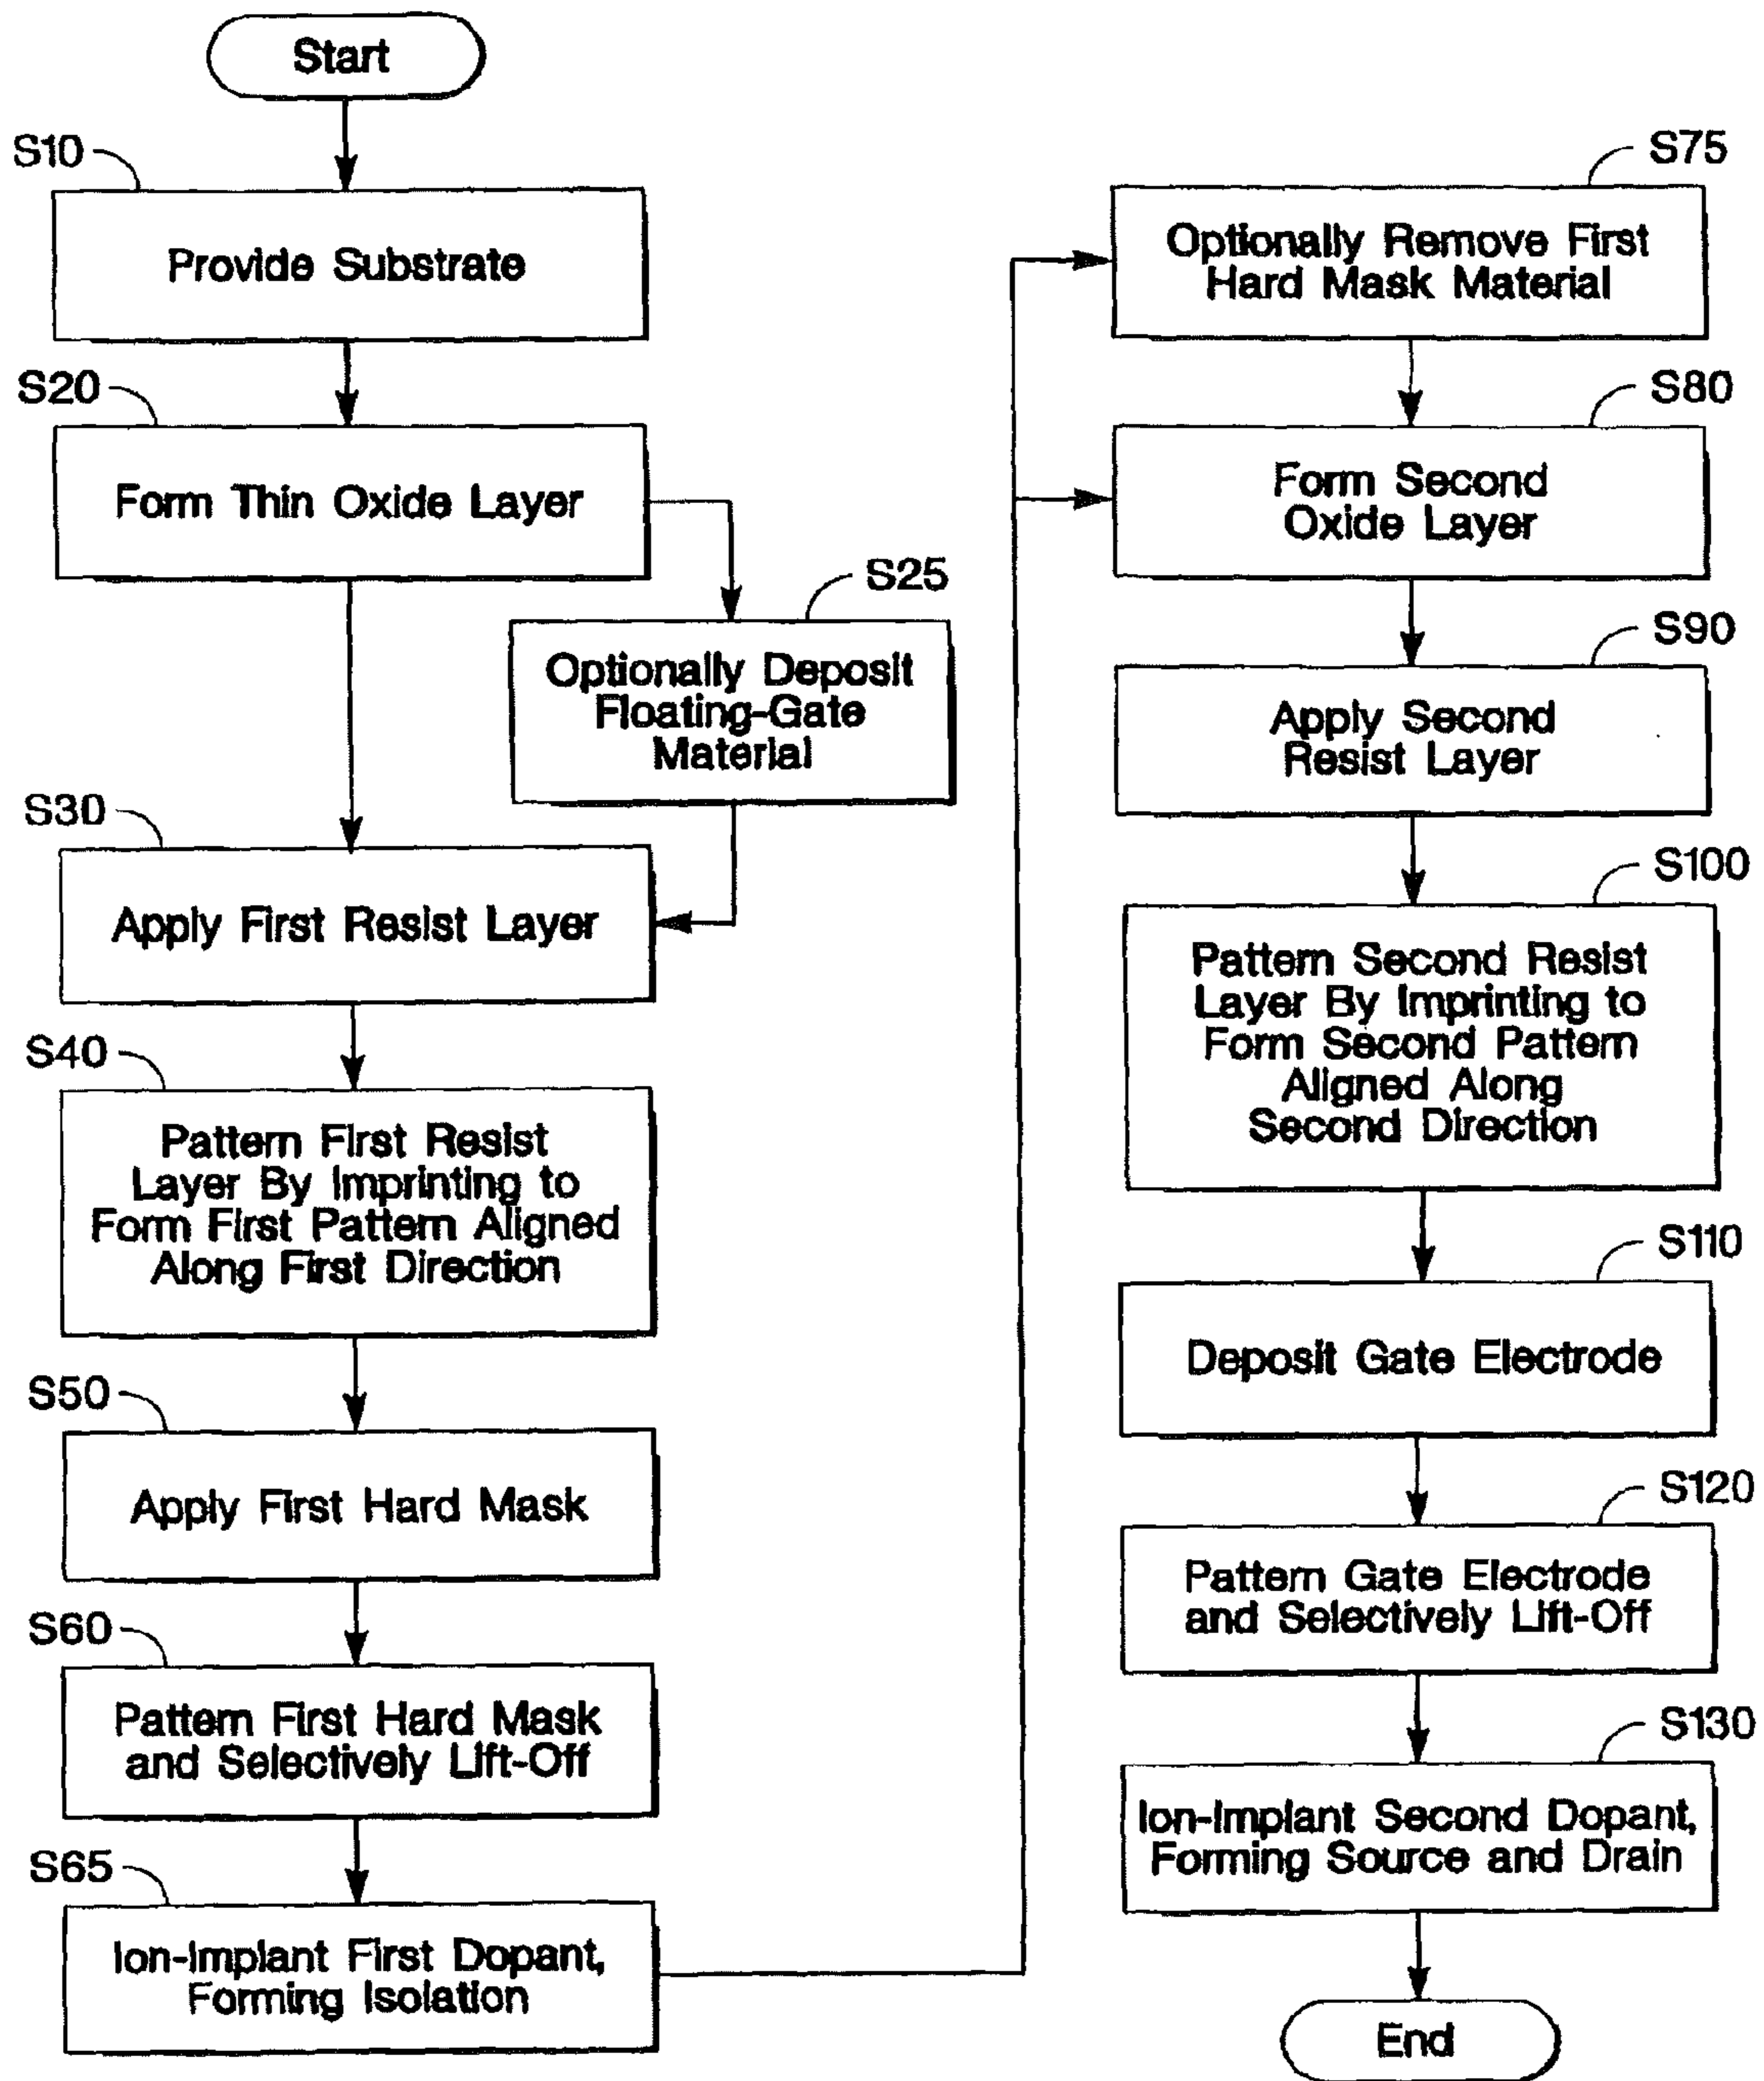 Start
S10
Provide Substrate
S20
Form Thin Oxide Layer
S25
Optionally Deposit
Floating-Gate
Material
S30
Apply First Resist Layer
S40
Pattern First Resist
Layer By Imprinting to
Form First Pattern Aligned
Along First Direction
S50
Apply First Hard Mask
S60
Pattern First Hard Mask
and Selectively Lift-Off
S65
Ion-Implant First Dopant,
Forming Isolation
S75
Optionally Remove First
Hard Mask Material
S80
Form Second
Oxide Layer
S90
Apply Second
Resist Layer
S100
Pattern Second Resist
Layer By Imprinting to
Form Second Pattern
Aligned Along
Second Direction
S110
Deposit Gate Electrode
S120
Pattern Gate Electrode
and Selectively Lift-Off
S130
Ion-Implant Second Dopant,
Forming Source and Drain
End